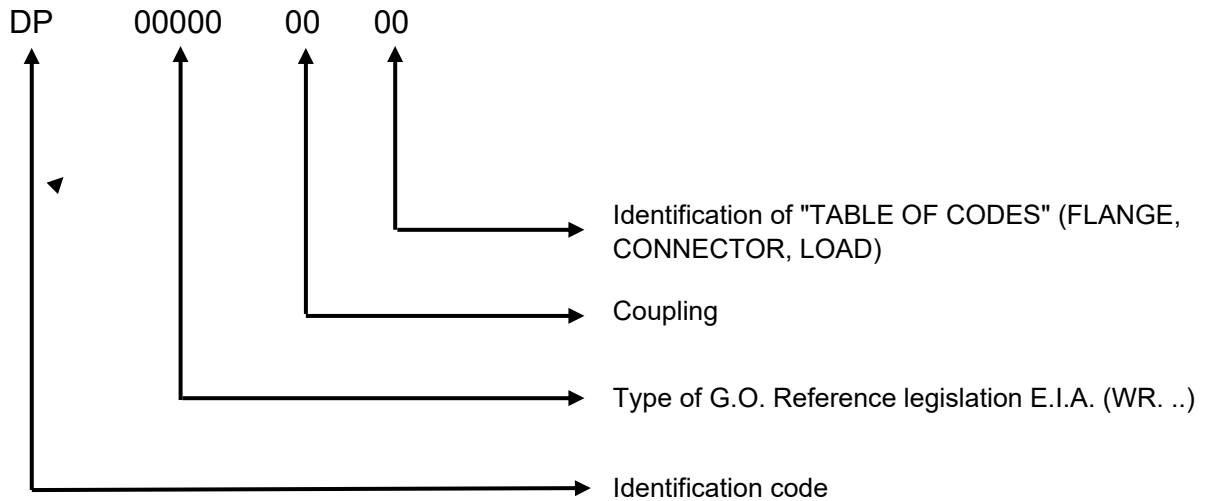 DP 00000 00 00
Identification of "TABLE OF CODES" (FLANGE,
CONNECTOR, LOAD)
Coupling
Type of G.O. Reference legislation E.I.A. (WR. ..)
Identification code